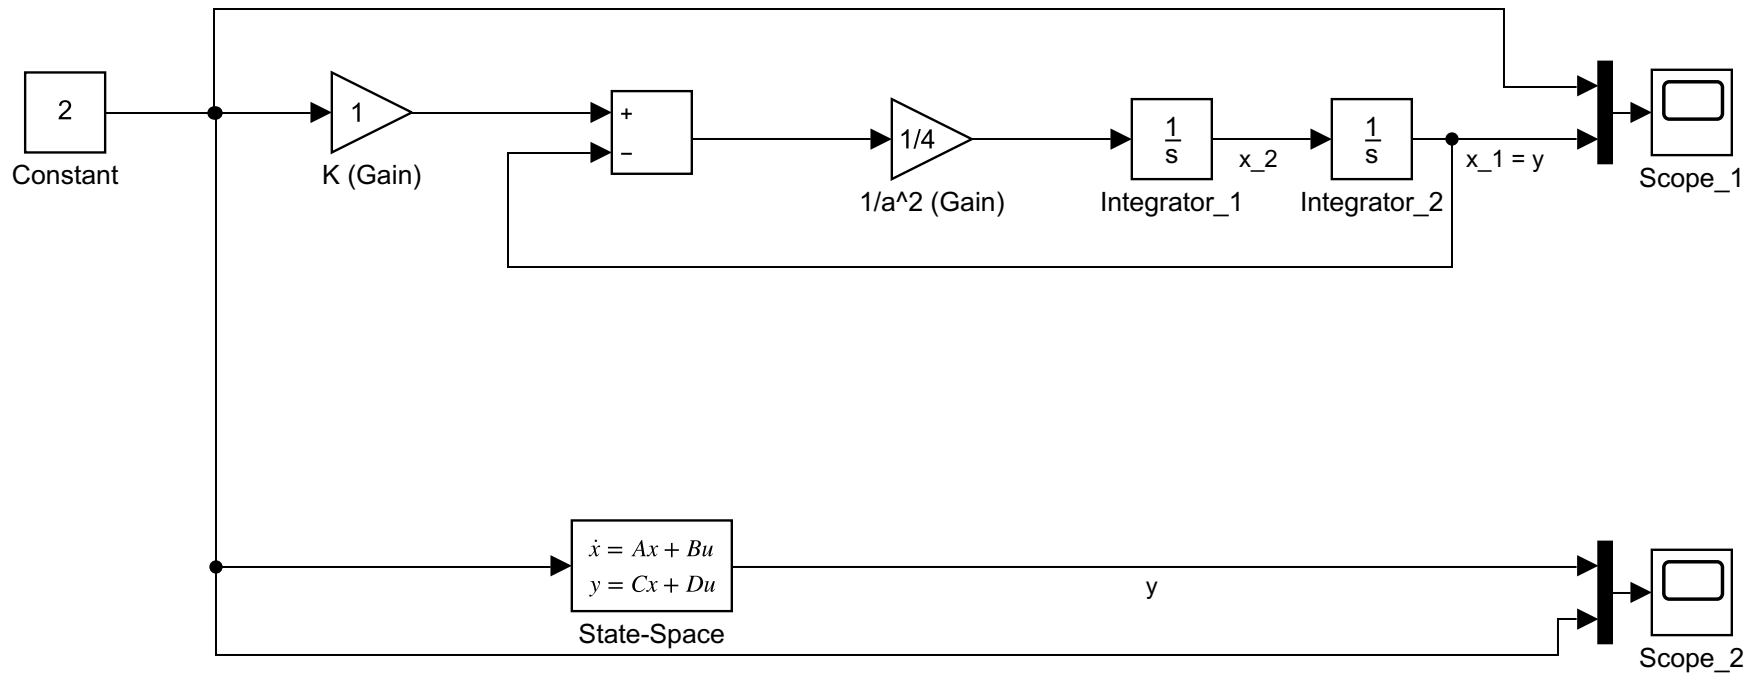 2
Constant
1
K (Gain)
+
−
1/4
1/a^2 (Gain)
1
s
Integrator_1
x_2
1
s
Integrator_2
x_1 = y
Scope_1
ẋ = Ax + Bu
y = Cx + Du
State-Space
y
Scope_2